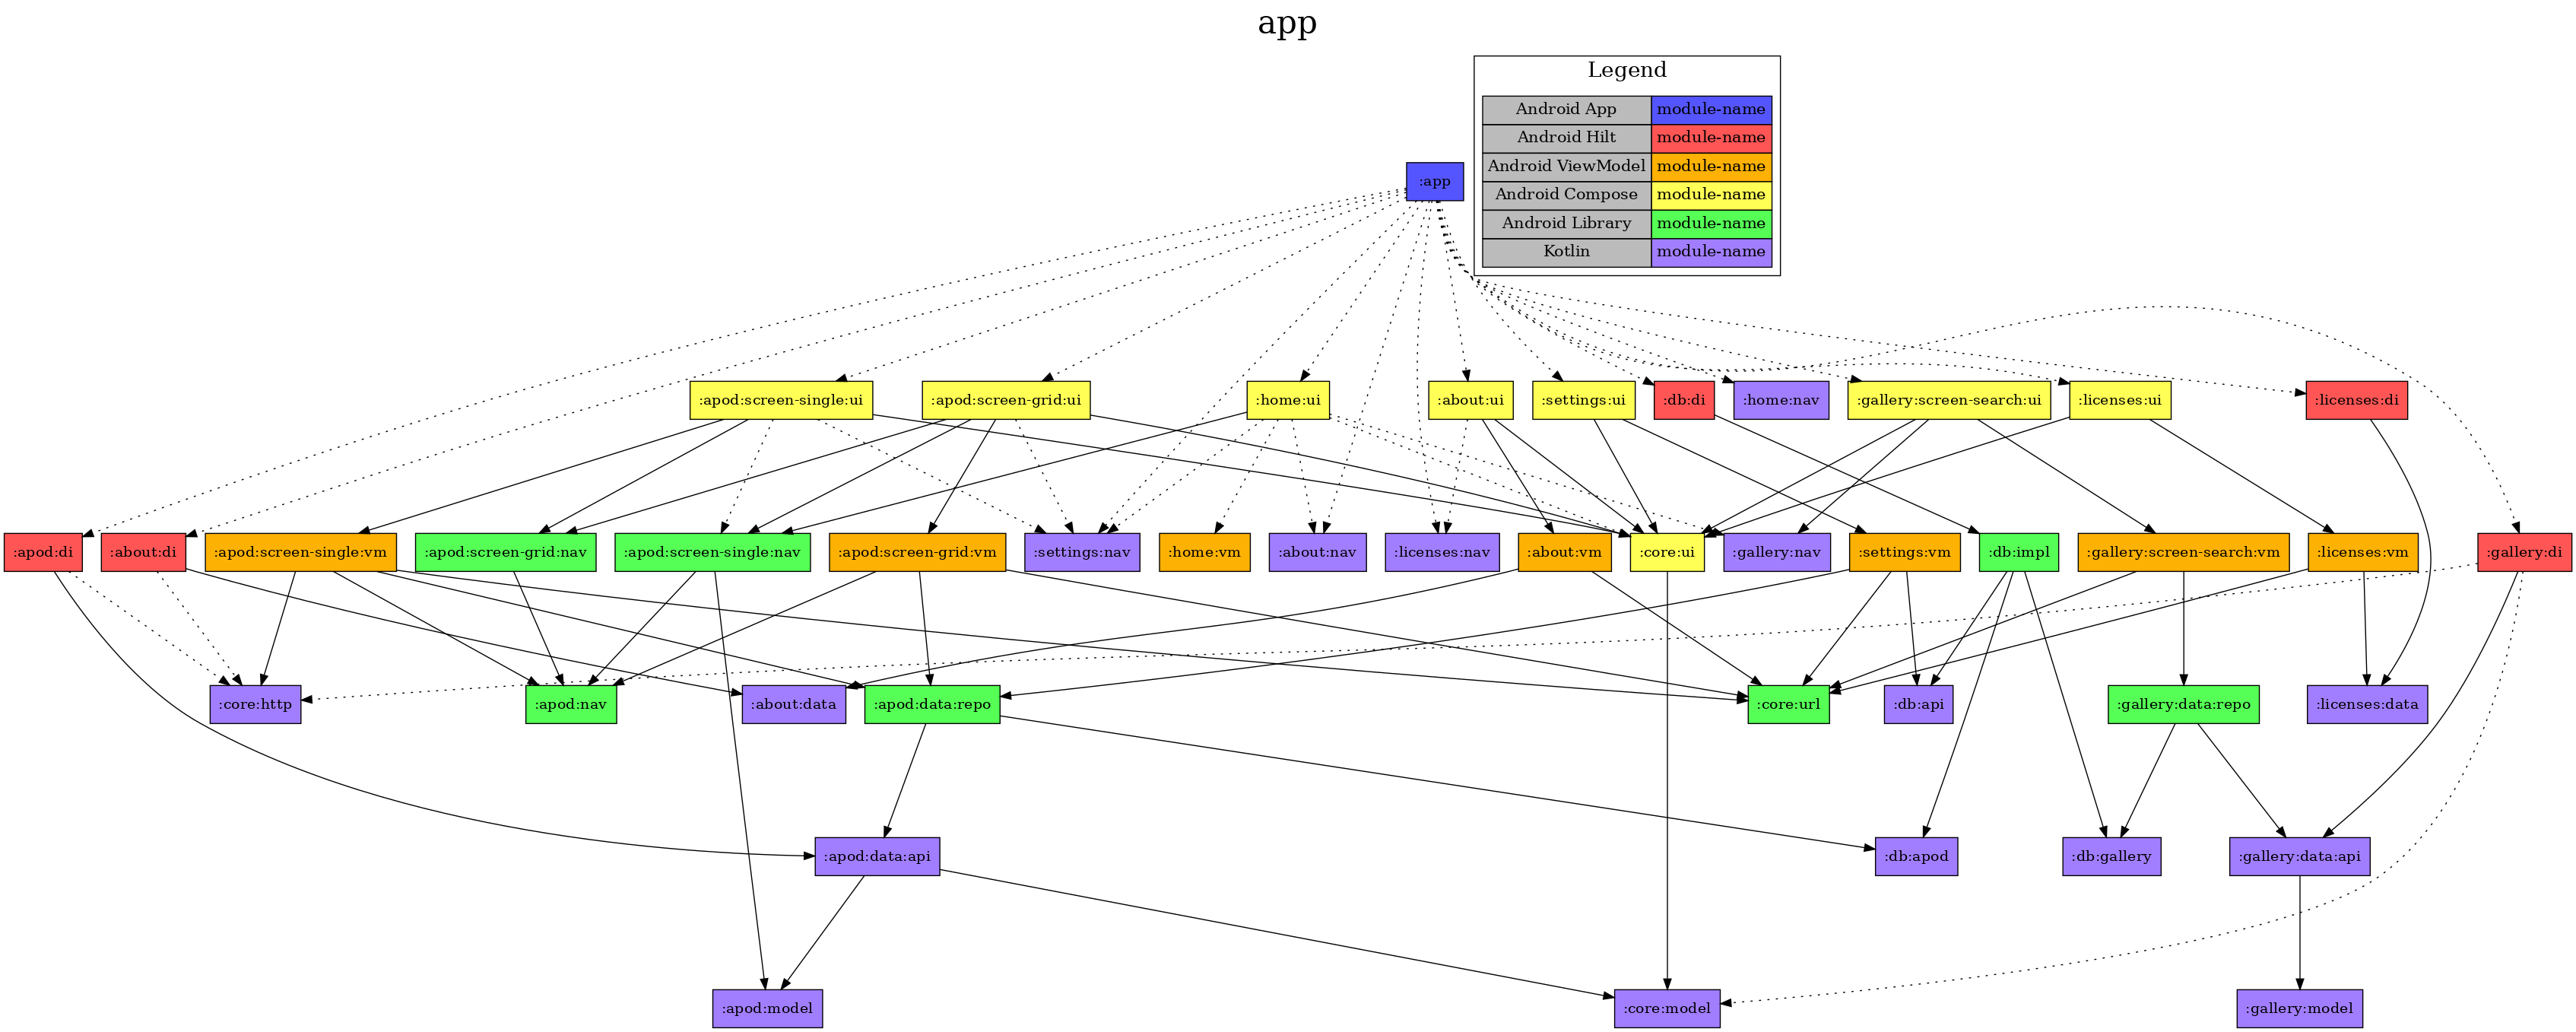 app
Legend
Android App module-name
Android Hilt module-name
Android ViewModel module-name
Android Compose module-name
Android Library module-name
Kotlin module-name
:app
:apod:screen-single:ui :apod:screen-grid:ui :home:ui :about:ui :settings:ui :db:di :home:nav :gallery:screen-search:ui :licenses:ui :licenses:di
:apod:di :about:di :apod:screen-single:vm :apod:screen-grid:nav :apod:screen-single:nav :apod:screen-grid:vm :settings:nav :home:vm :about:nav :licenses:nav :about:vm :core:ui :gallery:nav :settings:vm :db:impl :gallery:screen-search:vm :licenses:vm :gallery:di
:core:http :apod:nav :about:data :apod:data:repo :core:url :db:api :gallery:data:repo :licenses:data
:apod:data:api :db:apod :db:gallery :gallery:data:api
:apod:model :core:model :gallery:model